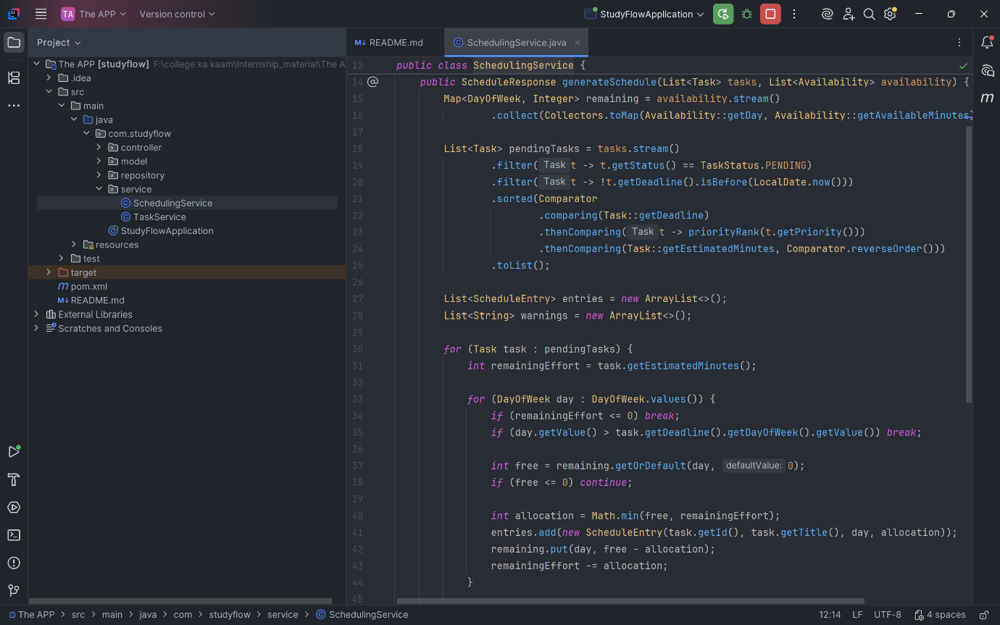 TA The APP Version control StudyFlowApplication
Project
README.md SchedulingService.java
The APP [studyflow] F:\college ka kaam\Internship_material\The A
.idea
src
main
java
com.studyflow
controller
model
repository
service
SchedulingService
TaskService
StudyFlowApplication
resources
test
target
m pom.xml
M↓ README.md
External Libraries
Scratches and Consoles
12 public class SchedulingService {
14 public ScheduleResponse generateSchedule(List<Task> tasks, List<Availability> availability) {
15 Map<DayOfWeek, Integer> remaining = availability.stream()
16 .collect(Collectors.toMap(Availability::getDay, Availability::getAvailableMinutes,
17
18 List<Task> pendingTasks = tasks.stream()
19 .filter( Task t -> t.getStatus() == TaskStatus.PENDING)
20 .filter( Task t -> !t.getDeadline().isBefore(LocalDate.now()))
21 .sorted(Comparator
22 .comparing(Task::getDeadline)
23 .thenComparing( Task t -> priorityRank(t.getPriority()))
24 .thenComparing(Task::getEstimatedMinutes, Comparator.reverseOrder()))
25 .toList();
26
27 List<ScheduleEntry> entries = new ArrayList<>();
28 List<String> warnings = new ArrayList<>();
29
30 for (Task task : pendingTasks) {
31 int remainingEffort = task.getEstimatedMinutes();
32
33 for (DayOfWeek day : DayOfWeek.values()) {
34 if (remainingEffort <= 0) break;
35 if (day.getValue() > task.getDeadline().getDayOfWeek().getValue()) break;
36
37 int free = remaining.getOrDefault(day, defaultValue: 0);
38 if (free <= 0) continue;
39
40 int allocation = Math.min(free, remainingEffort);
41 entries.add(new ScheduleEntry(task.getId(), task.getTitle(), day, allocation));
42 remaining.put(day, free - allocation);
43 remainingEffort -= allocation;
44 }
45
The APP > src > main > java > com > studyflow > service > SchedulingService 12:14 LF UTF-8 4 spaces